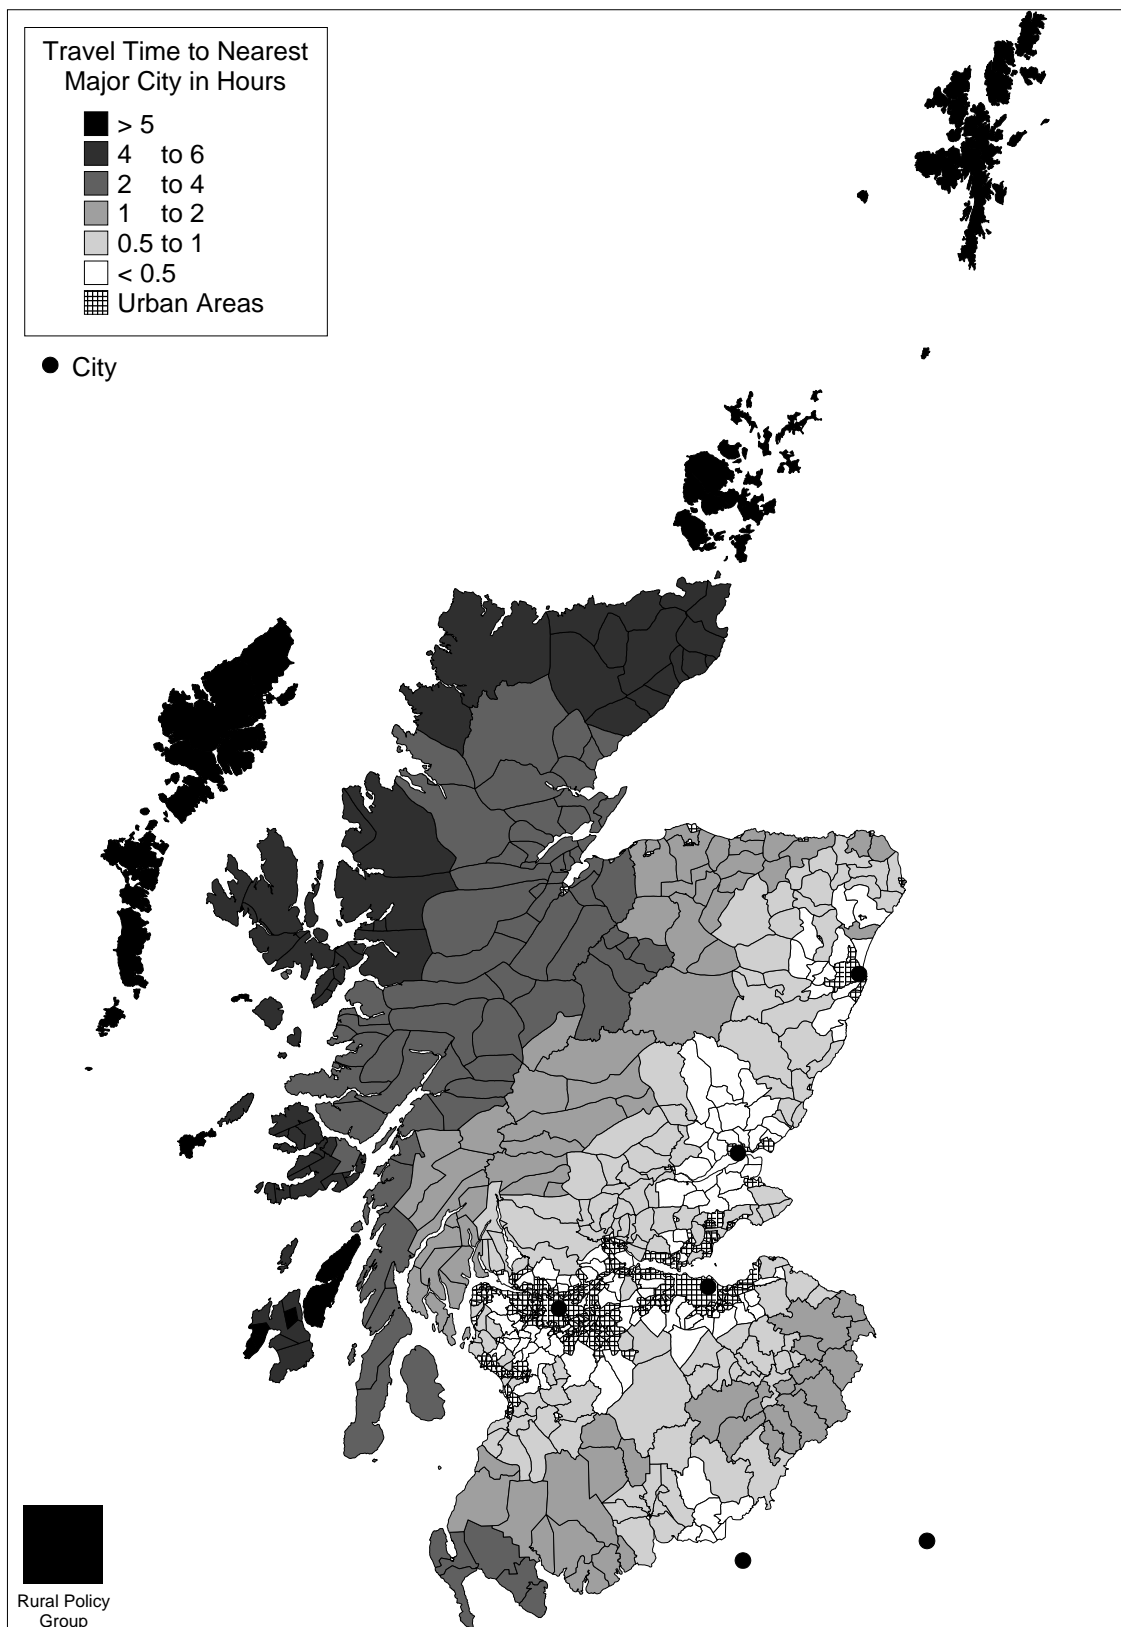 Travel Time to Nearest
Major City in Hours
> 5
4 to 6
2 to 4
1 to 2
0.5 to 1
< 0.5
Urban Areas
City
Rural Policy
Group